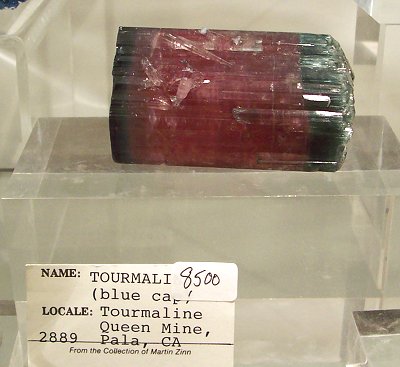 NAME: TOURMALI 8500
(blue cap)
LOCALE: Tourmaline
Queen Mine,
2889 Pala, CA
From the Collection of Martin Zinn